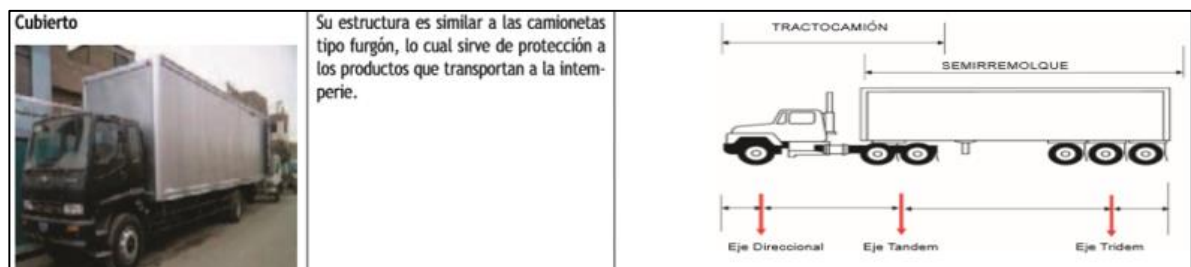 Cubierto
Su estructura es similar a las camionetas
tipo furgón, lo cual sirve de protección a
los productos que transportan a la intem-
perie.
TRACTOCAMIÓN
SEMIRREMOLQUE
Eje Direccional
Eje Tandem
Eje Tridem